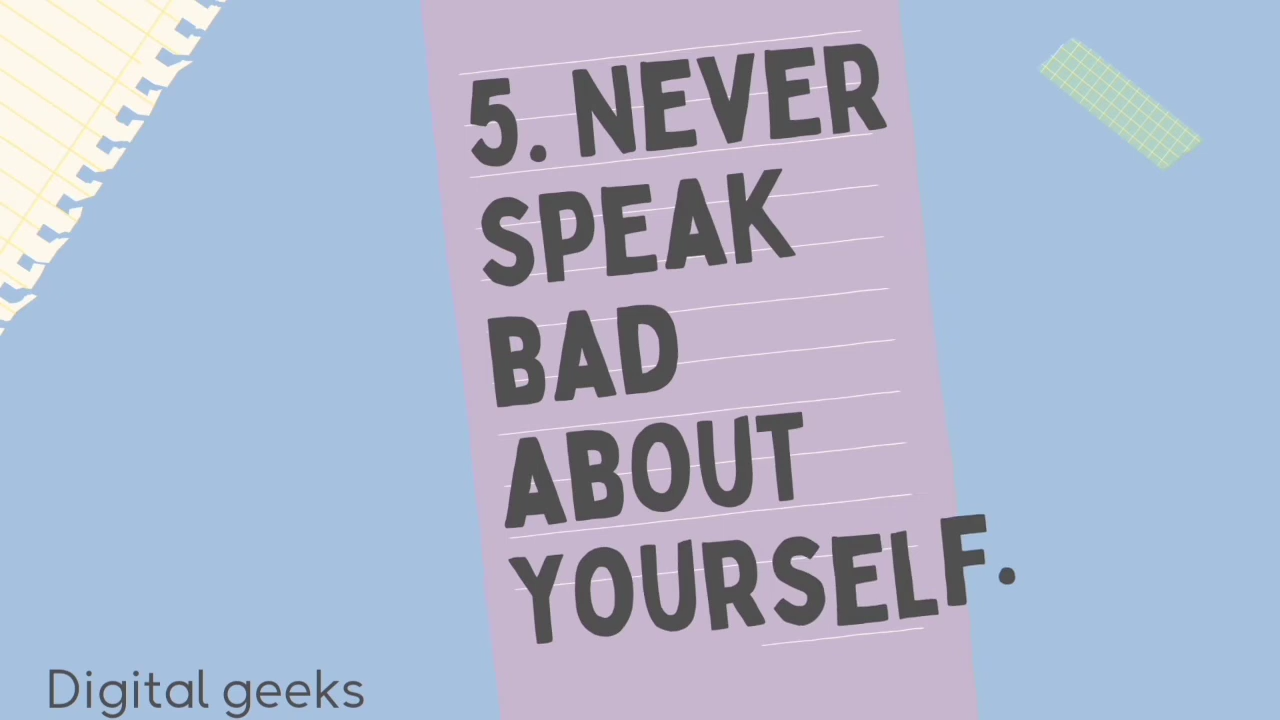 5. NEVER
SPEAK
BAD
ABOUT
YOURSELF.
Digital geeks